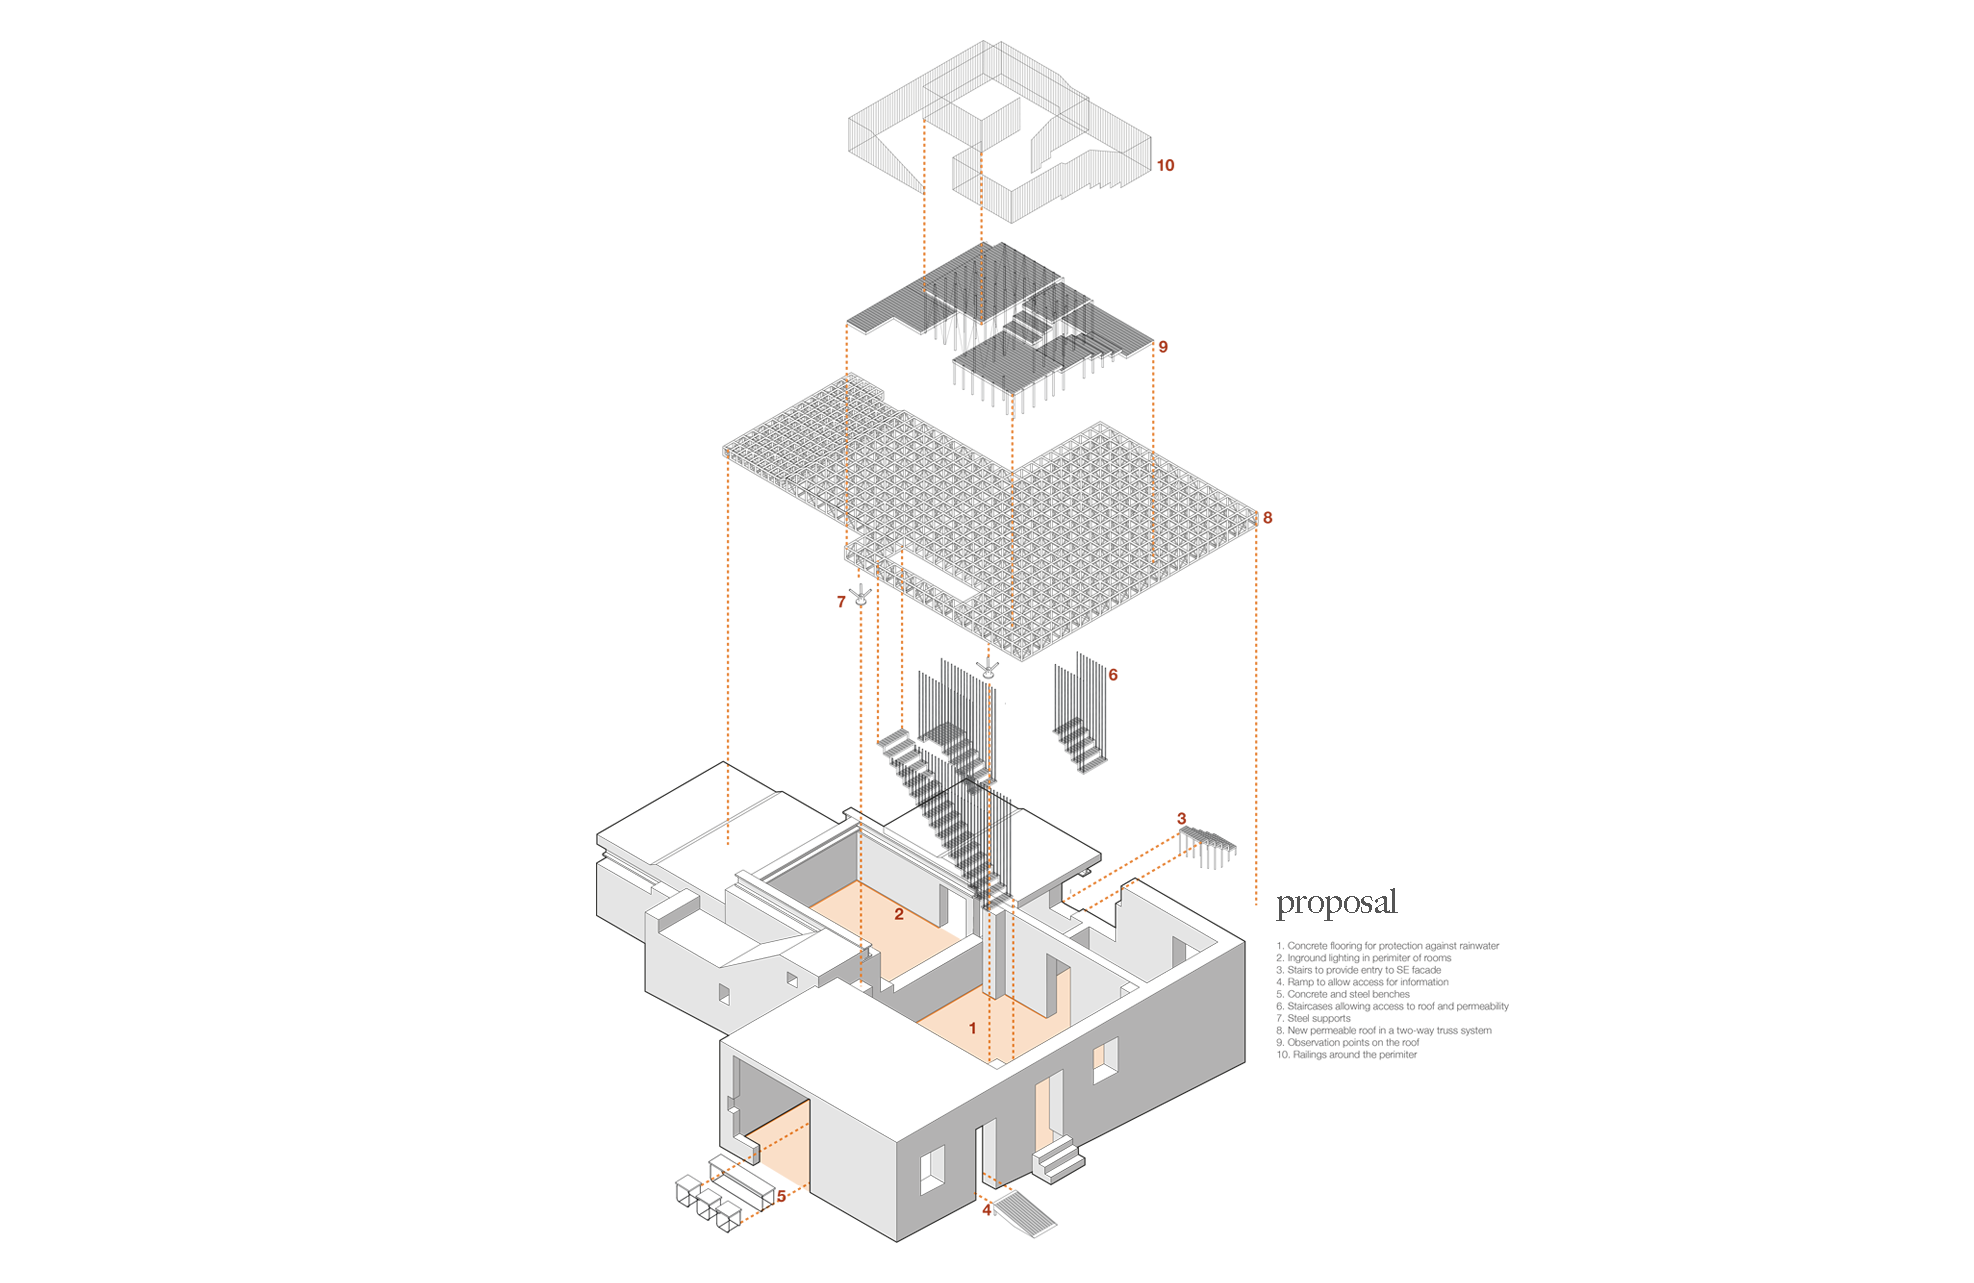 10
9
8
7
6
3
2
1
5
4
proposal
1. Concrete flooring for protection against rainwater
2. Inground lighting in perimiter of rooms
3. Stairs to provide entry to SE facade
4. Ramp to allow access for information
5. Concrete and steel benches
6. Staircases allowing access to roof and permeability
7. Steel supports
8. New permeable roof in a two-way truss system
9. Observation points on the roof
10. Railings around the perimiter